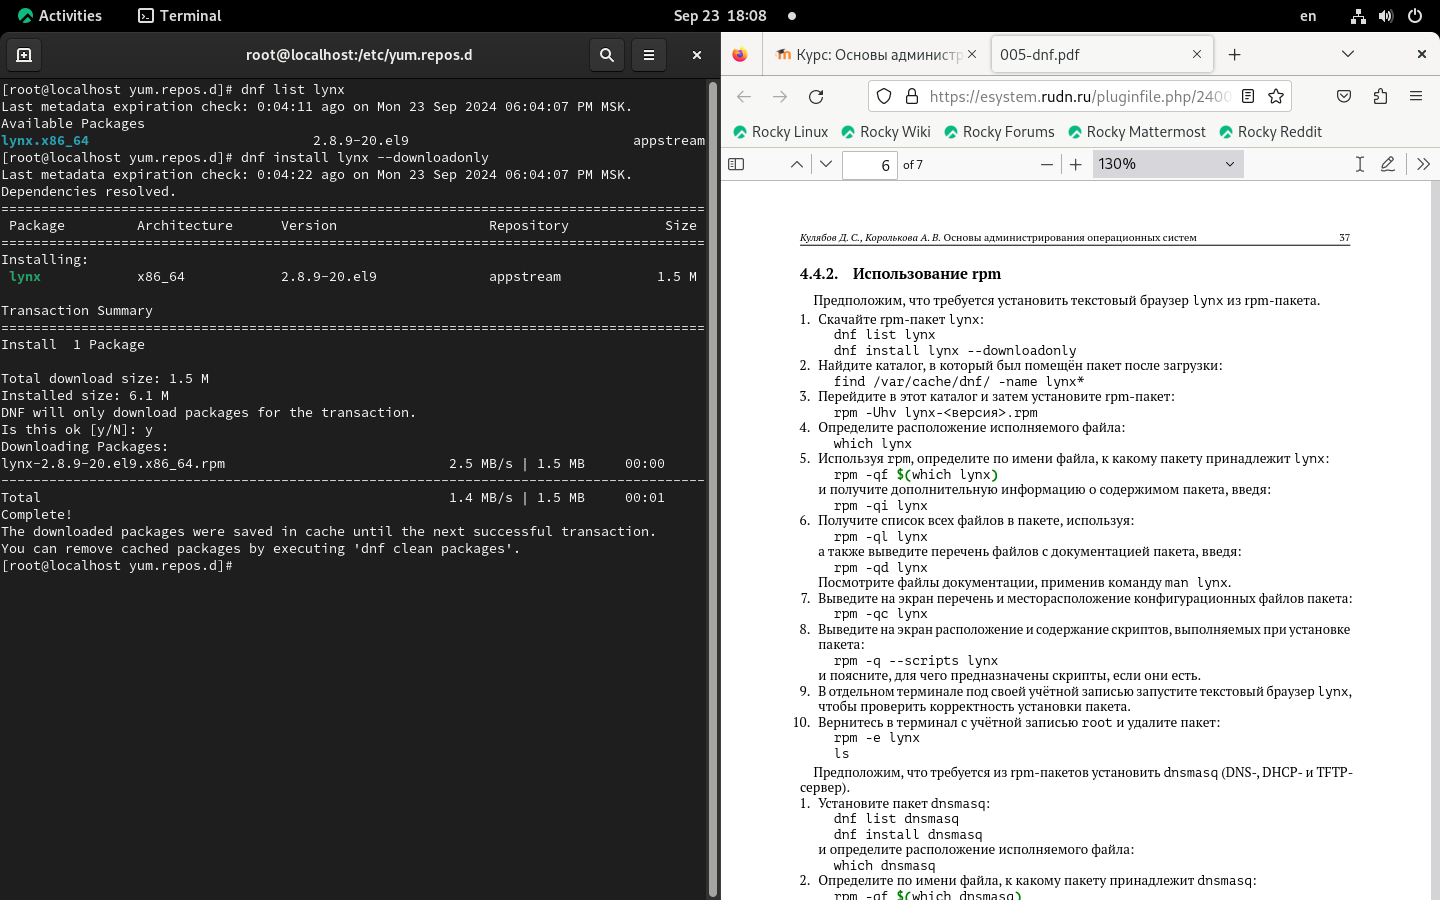 Activities
Terminal
Sep 23 18:08
en
root@localhost:/etc/yum.repos.d
[root@localhost yum.repos.d]# dnf list lynx
Last metadata expiration check: 0:04:11 ago on Mon 23 Sep 2024 06:04:07 PM MSK.
Available Packages
lynx.x86_64 2.8.9-20.el9 appstream
[root@localhost yum.repos.d]# dnf install lynx --downloadonly
Last metadata expiration check: 0:04:22 ago on Mon 23 Sep 2024 06:04:07 PM MSK.
Dependencies resolved.
Package Architecture Version Repository Size
Installing:
lynx x86_64 2.8.9-20.el9 appstream 1.5 M
Transaction Summary
Install 1 Package
Total download size: 1.5 M
Installed size: 6.1 M
DNF will only download packages for the transaction.
Is this ok [y/N]: y
Downloading Packages:
lynx-2.8.9-20.el9.x86_64.rpm 2.5 MB/s | 1.5 MB 00:00
Total 1.4 MB/s | 1.5 MB 00:01
Complete!
The downloaded packages were saved in cache until the next successful transaction.
You can remove cached packages by executing 'dnf clean packages'.
[root@localhost yum.repos.d]#
Курс: Основы администр
005-dnf.pdf
https://esystem.rudn.ru/pluginfile.php/2400
Rocky Linux
Rocky Wiki
Rocky Forums
Rocky Mattermost
Rocky Reddit
6 of 7
130%
Кулябов Д. С., Королькова А. В. Основы администрирования операционных систем 37
4.4.2. Использование rpm
Предположим, что требуется установить текстовый браузер lynx из rpm-пакета.
1. Скачайте rpm-пакет lynx:
dnf list lynx
dnf install lynx --downloadonly
2. Найдите каталог, в который был помещён пакет после загрузки:
find /var/cache/dnf/ -name lynx*
3. Перейдите в этот каталог и затем установите rpm-пакет:
rpm -Uhv lynx-<версия>.rpm
4. Определите расположение исполняемого файла:
which lynx
5. Используя rpm, определите по имени файла, к какому пакету принадлежит lynx:
rpm -qf $(which lynx)
и получите дополнительную информацию о содержимом пакета, введя:
rpm -qi lynx
6. Получите список всех файлов в пакете, используя:
rpm -ql lynx
а также выведите перечень файлов с документацией пакета, введя:
rpm -qd lynx
Посмотрите файлы документации, применив команду man lynx.
7. Выведите на экран перечень и месторасположение конфигурационных файлов пакета:
rpm -qc lynx
8. Выведите на экран расположение и содержание скриптов, выполняемых при установке
пакета:
rpm -q --scripts lynx
и поясните, для чего предназначены скрипты, если они есть.
9. В отдельном терминале под своей учётной записью запустите текстовый браузер lynx,
чтобы проверить корректность установки пакета.
10. Вернитесь в терминал с учётной записью root и удалите пакет:
rpm -e lynx
ls
Предположим, что требуется из rpm-пакетов установить dnsmasq (DNS-, DHCP- и TFTP-
сервер).
1. Установите пакет dnsmasq:
dnf list dnsmasq
dnf install dnsmasq
и определите расположение исполняемого файла:
which dnsmasq
2. Определите по имени файла, к какому пакету принадлежит dnsmasq:
rpm -qf $(which dnsmasq)